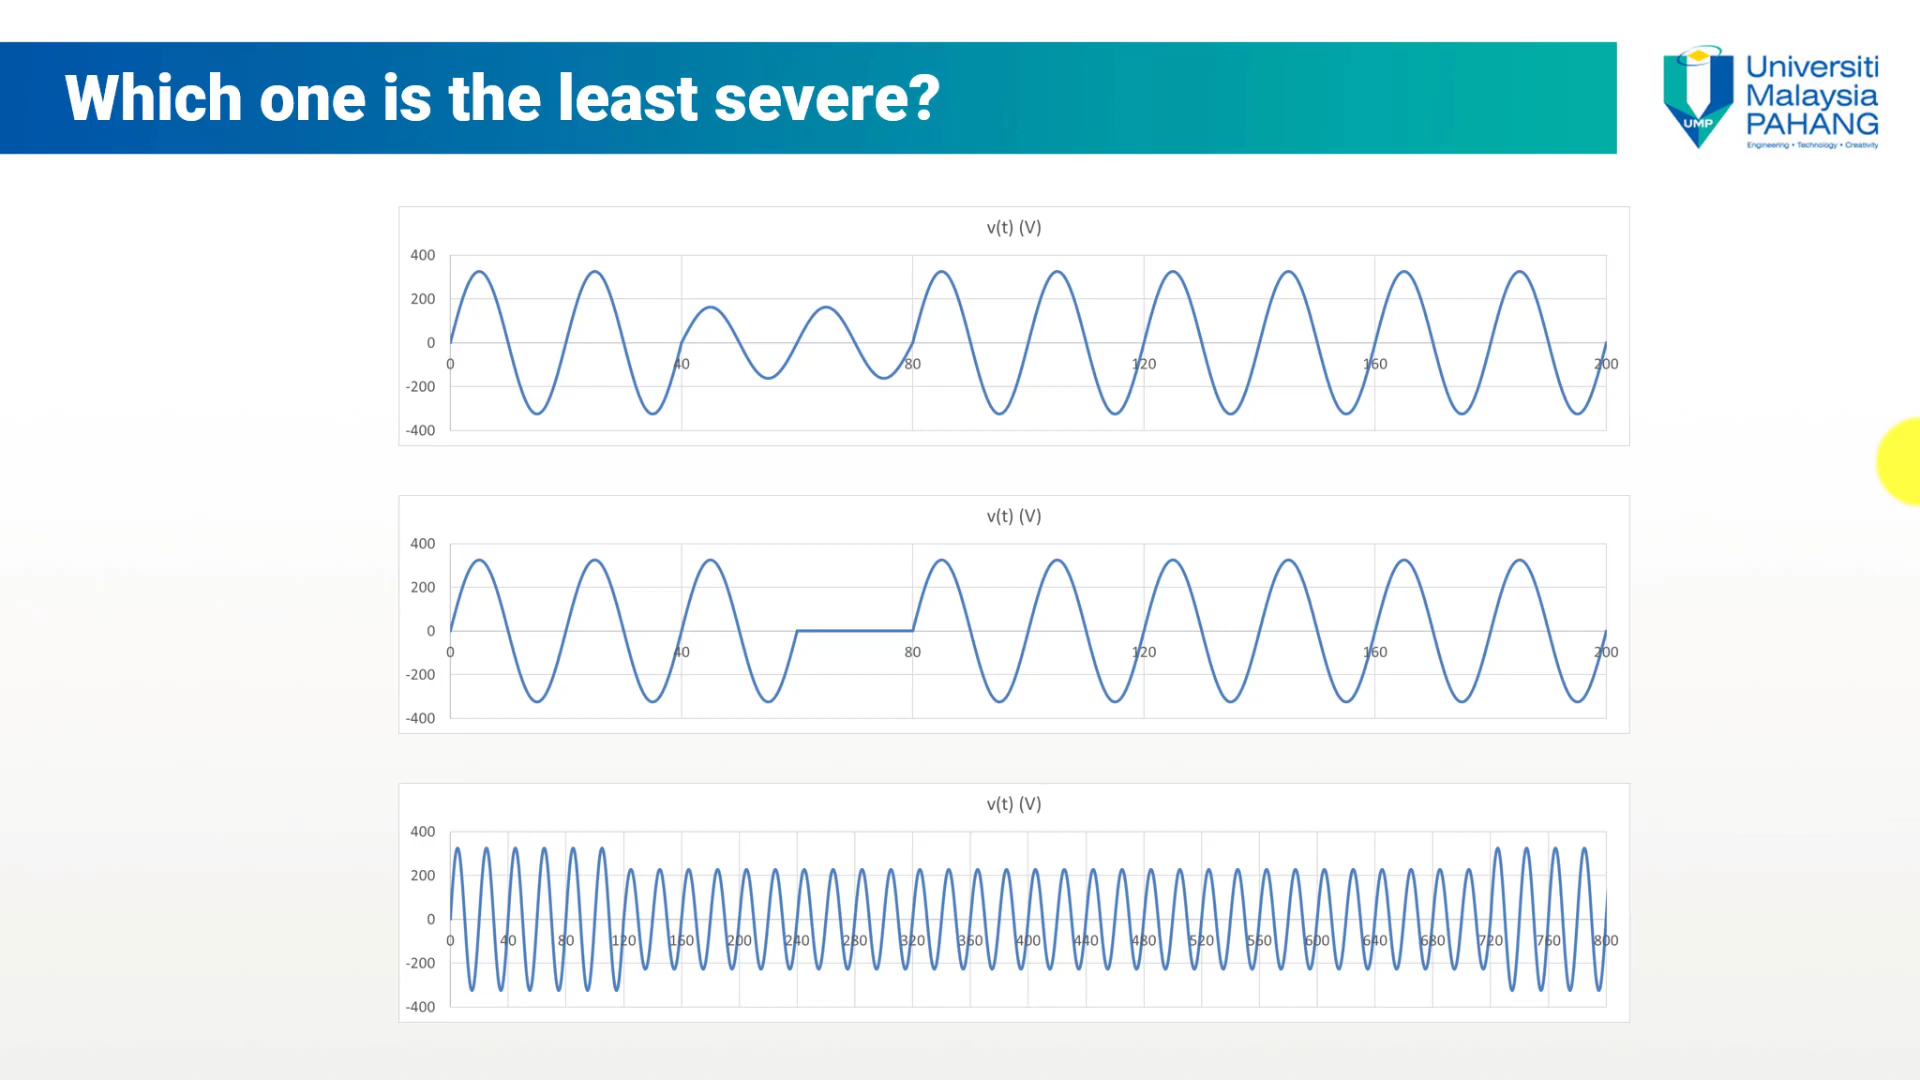 Which one is the least severe?
Universiti
Malaysia
PAHANG
Engineering • Technology • Creativity
UMP
v(t) (V)
400
200
0
-200
-400
0 40 80 120 160 200
v(t) (V)
400
200
0
-200
-400
0 40 80 120 160 200
v(t) (V)
400
200
0
-200
-400
0 40 80 120 160 200 240 280 320 360 400 440 480 520 560 600 640 680 720 760 800